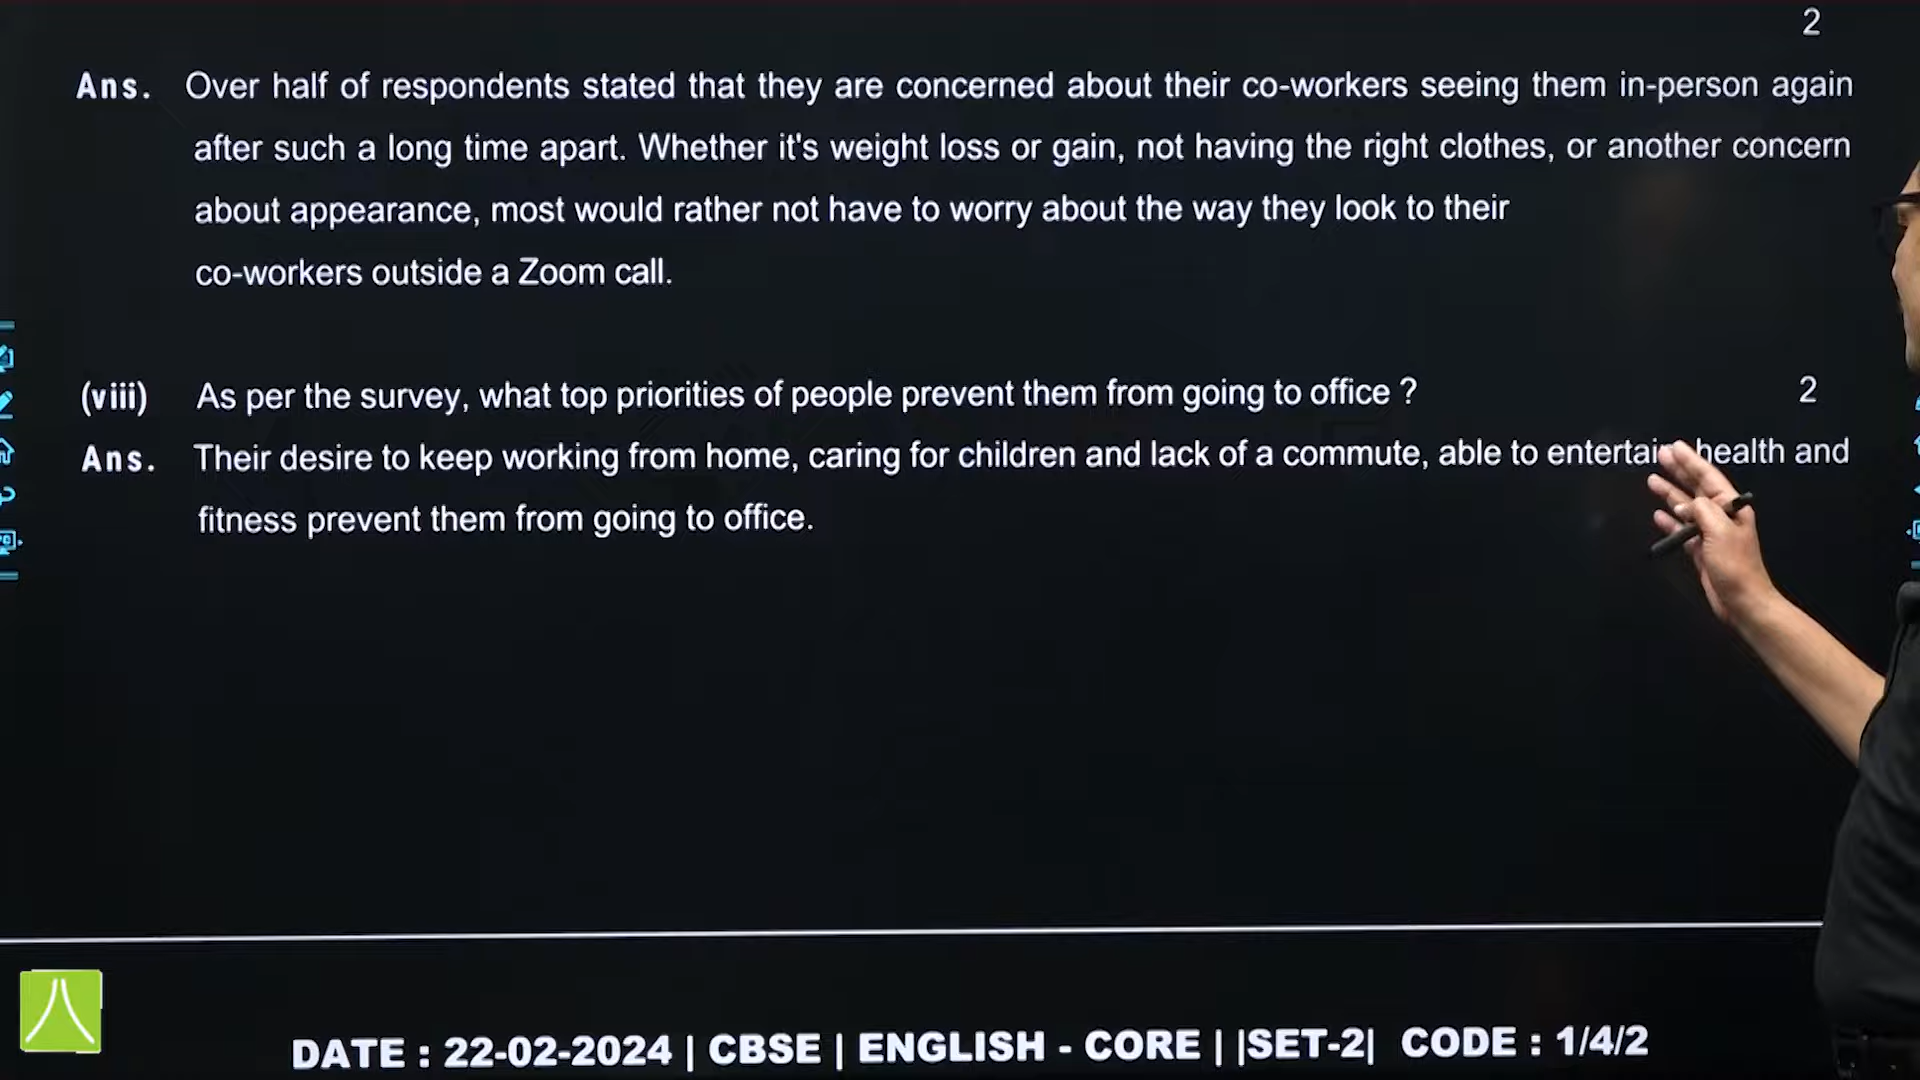 2
Ans. Over half of respondents stated that they are concerned about their co-workers seeing them in-person again
after such a long time apart. Whether it's weight loss or gain, not having the right clothes, or another concern
about appearance, most would rather not have to worry about the way they look to their
co-workers outside a Zoom call.
(viii) As per the survey, what top priorities of people prevent them from going to office ? 2
Ans. Their desire to keep working from home, caring for children and lack of a commute, able to entertain health and
fitness prevent them from going to office.
DATE : 22-02-2024 | CBSE | ENGLISH - CORE | |SET-2| CODE : 1/4/2